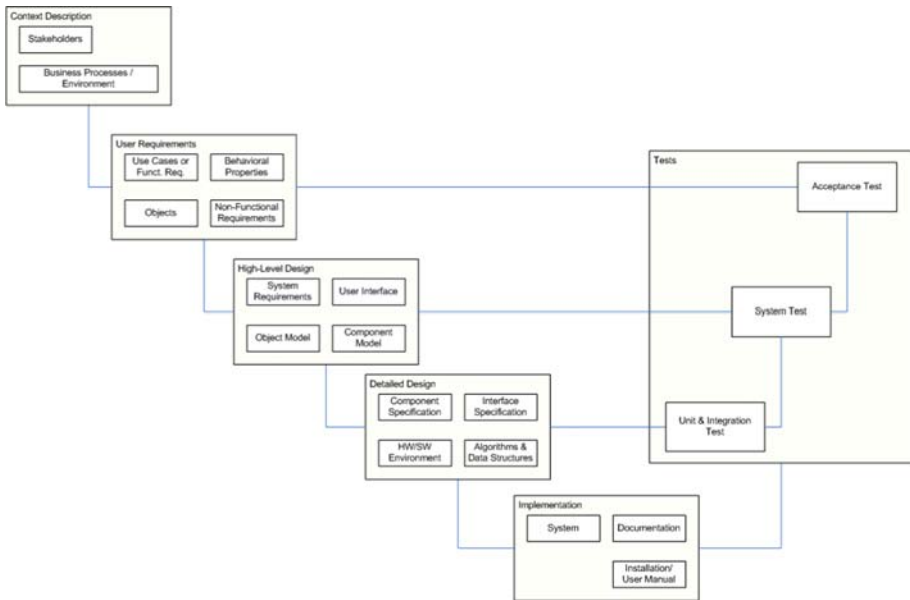 Context Description
Stakeholders
Business Processes /
Environment
User Requirements
Use Cases or
Funct. Req.
Behavioral
Properties
Objects
Non-Functional
Requirements
Tests
Acceptance Test
High-Level Design
System
Requirements
User Interface
Object Model
Component
Model
System Test
Detailed Design
Component
Specification
Interface
Specification
HW/SW
Environment
Algorithms &
Data Structures
Unit & Integration
Test
Implementation
System
Documentation
Installation/
User Manual